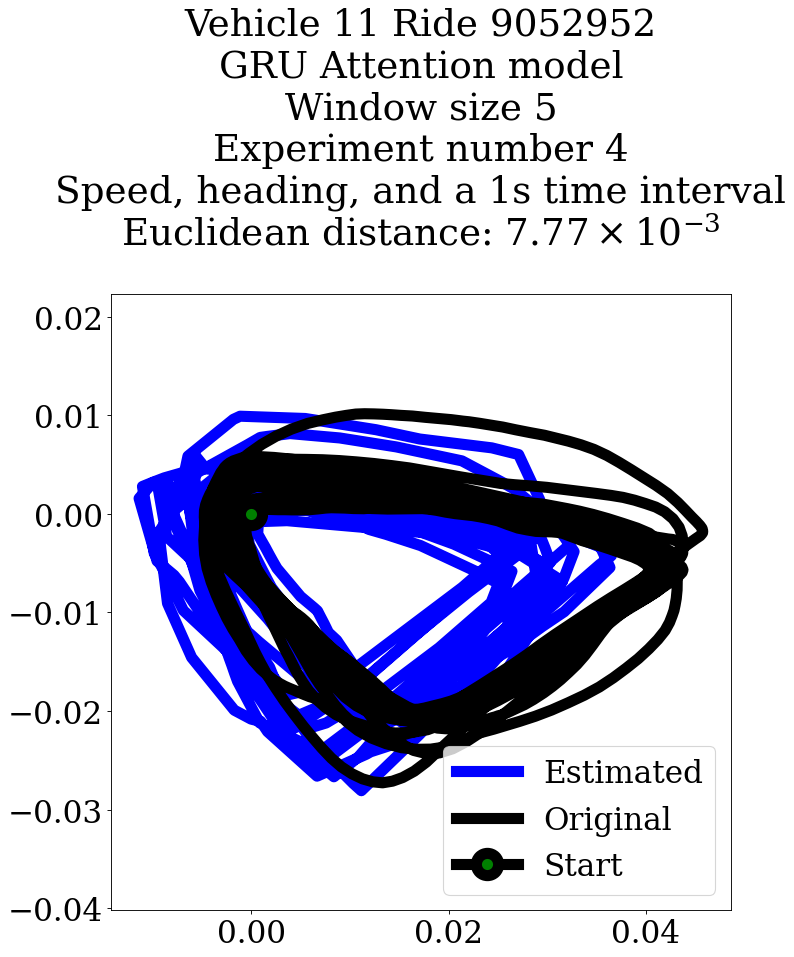 Vehicle 11 Ride 9052952
GRU Attention model
Window size 5
Experiment number 4
Speed, heading, and a 1s time interval
Euclidean distance: 7.77 × 10⁻³
0.02
0.01
0.00
−0.01
−0.02
−0.03
−0.04
0.00
0.02
0.04
Estimated
Original
Start